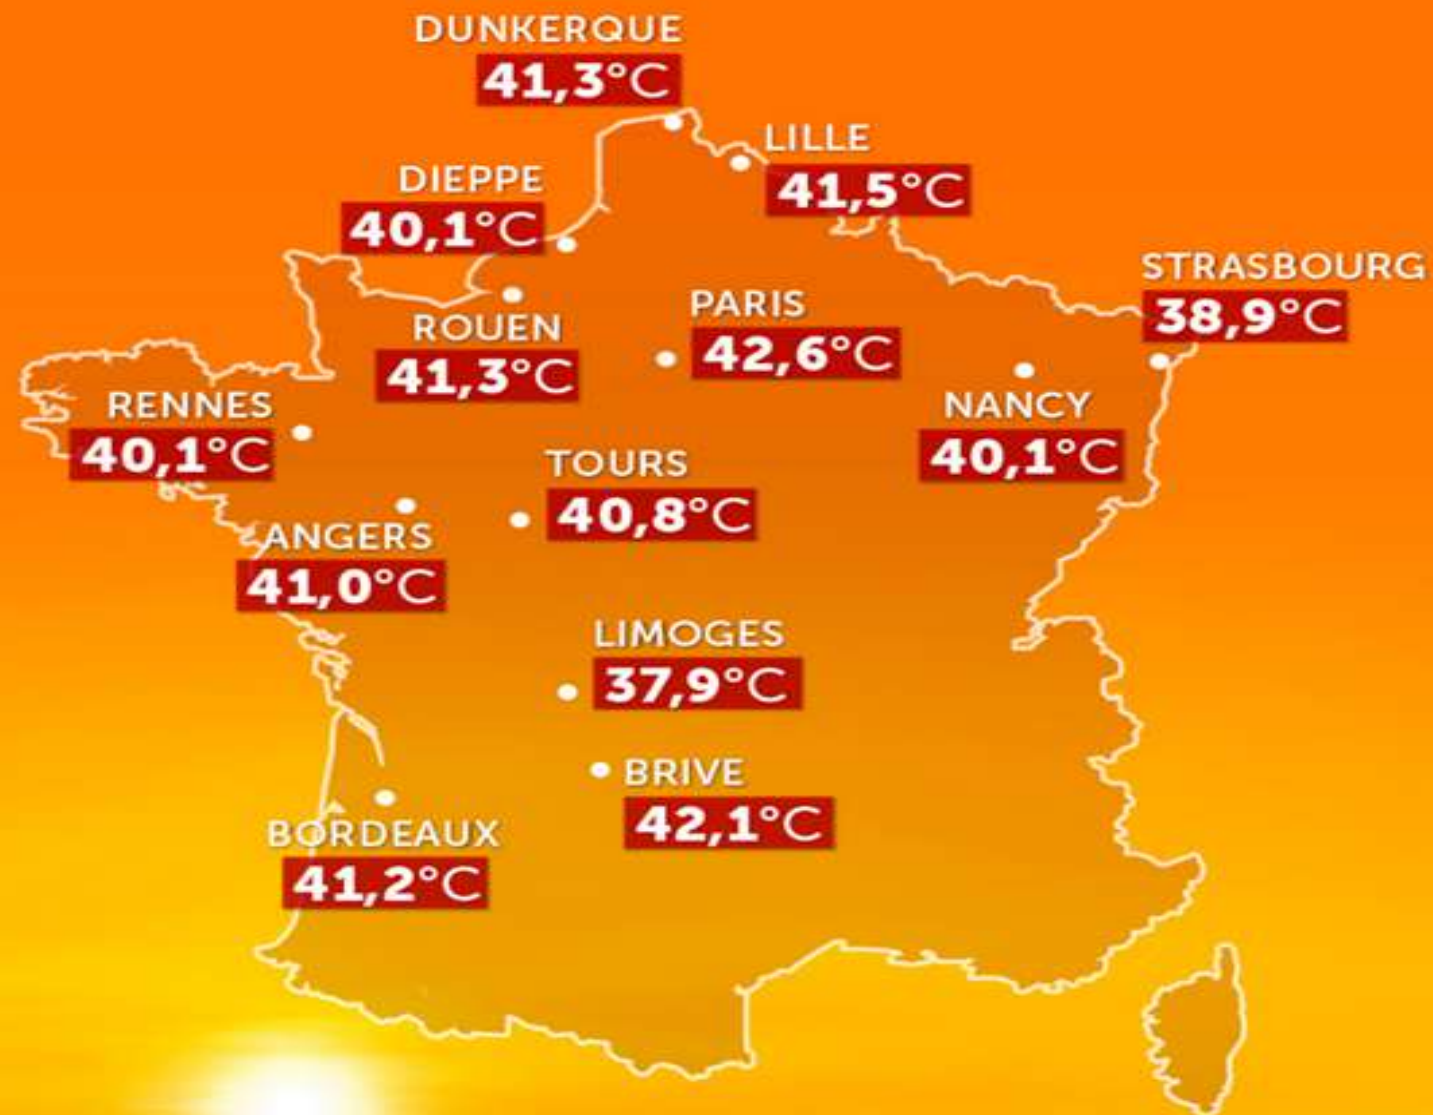 DUNKERQUE
41,3°C
LILLE
41,5°C
DIEPPE
40,1°C
STRASBOURG
38,9°C
PARIS
42,6°C
ROUEN
41,3°C
RENNES
40,1°C
NANCY
40,1°C
TOURS
40,8°C
ANGERS
41,0°C
LIMOGES
37,9°C
BRIVE
42,1°C
BORDEAUX
41,2°C